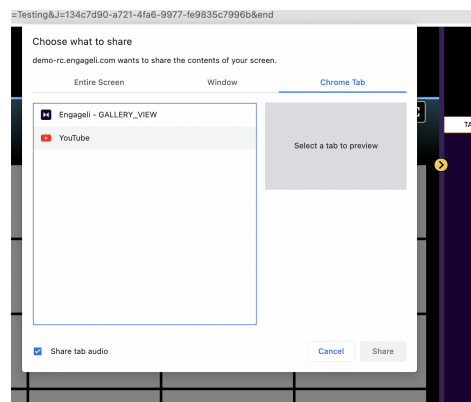 =Testing&J=134c7d90-a721-4fa6-9977-fe9835c7996b&end
Choose what to share
demo-rc.engageli.com wants to share the contents of your screen.
Entire Screen
Window
Chrome Tab
Engageli - GALLERY_VIEW
YouTube
Select a tab to preview
TA
Share tab audio
Cancel
Share